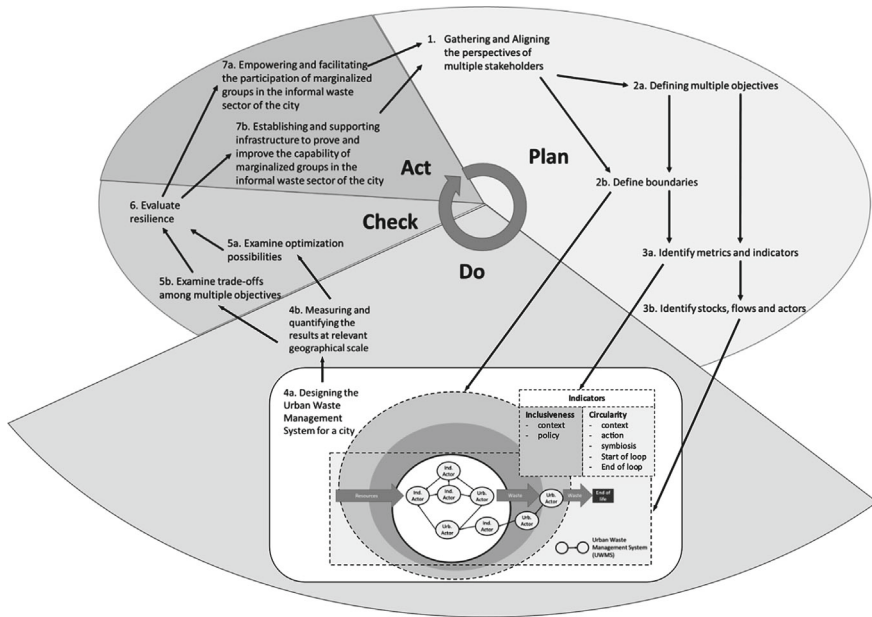 7a. Empowering and facilitating
the participation of marginalized
groups in the informal waste
sector of the city
1. Gathering and Aligning
the perspectives of
multiple stakeholders
2a. Defining multiple objectives
7b. Establishing and supporting
infrastructure to prove and
improve the capability of
marginalized groups in the
informal waste sector of the city
Act
Plan
2b. Define boundaries
6. Evaluate
resilience
Check
5a. Examine optimization
possibilities
Do
3a. Identify metrics and indicators
5b. Examine trade-offs
among multiple objectives
4b. Measuring and
quantifying the
results at relevant
geographical scale
3b. Identify stocks, flows and actors
4a. Designing the
Urban Waste
Management
System for a city
Indicators
Inclusiveness
- context
- policy
Circularity
- context
- action
- symbiosis
- Start of loop
- End of loop
Resources
Ind.
Actor
Ind.
Actor
Ind.
Actor
Urb.
Actor
Urb.
Actor
Ind.
Actor
Waste
Urb.
Actor
Urb.
Actor
Waste
End of
life
Urban Waste
Management System
(UWMS)